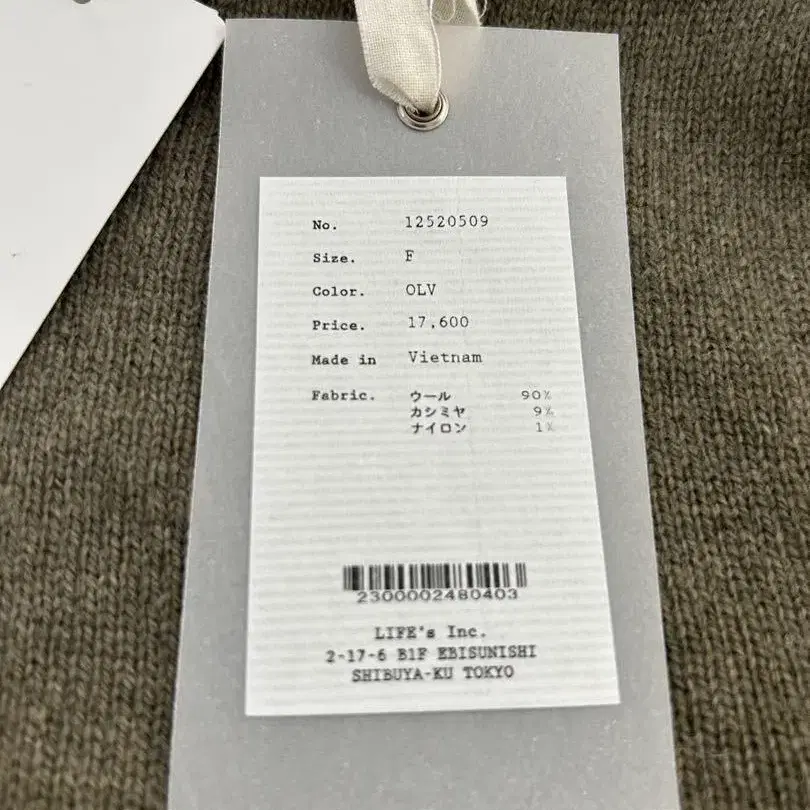 No. 12520509
Size. F
Color. OLV
Price. 17,600
Made in Vietnam
Fabric. ウール 90%
カシミヤ 9%
ナイロン 1%
2300002480403
LIFE's Inc.
2-17-6 B1F EBISUNISHI
SHIBUYA-KU TOKYO